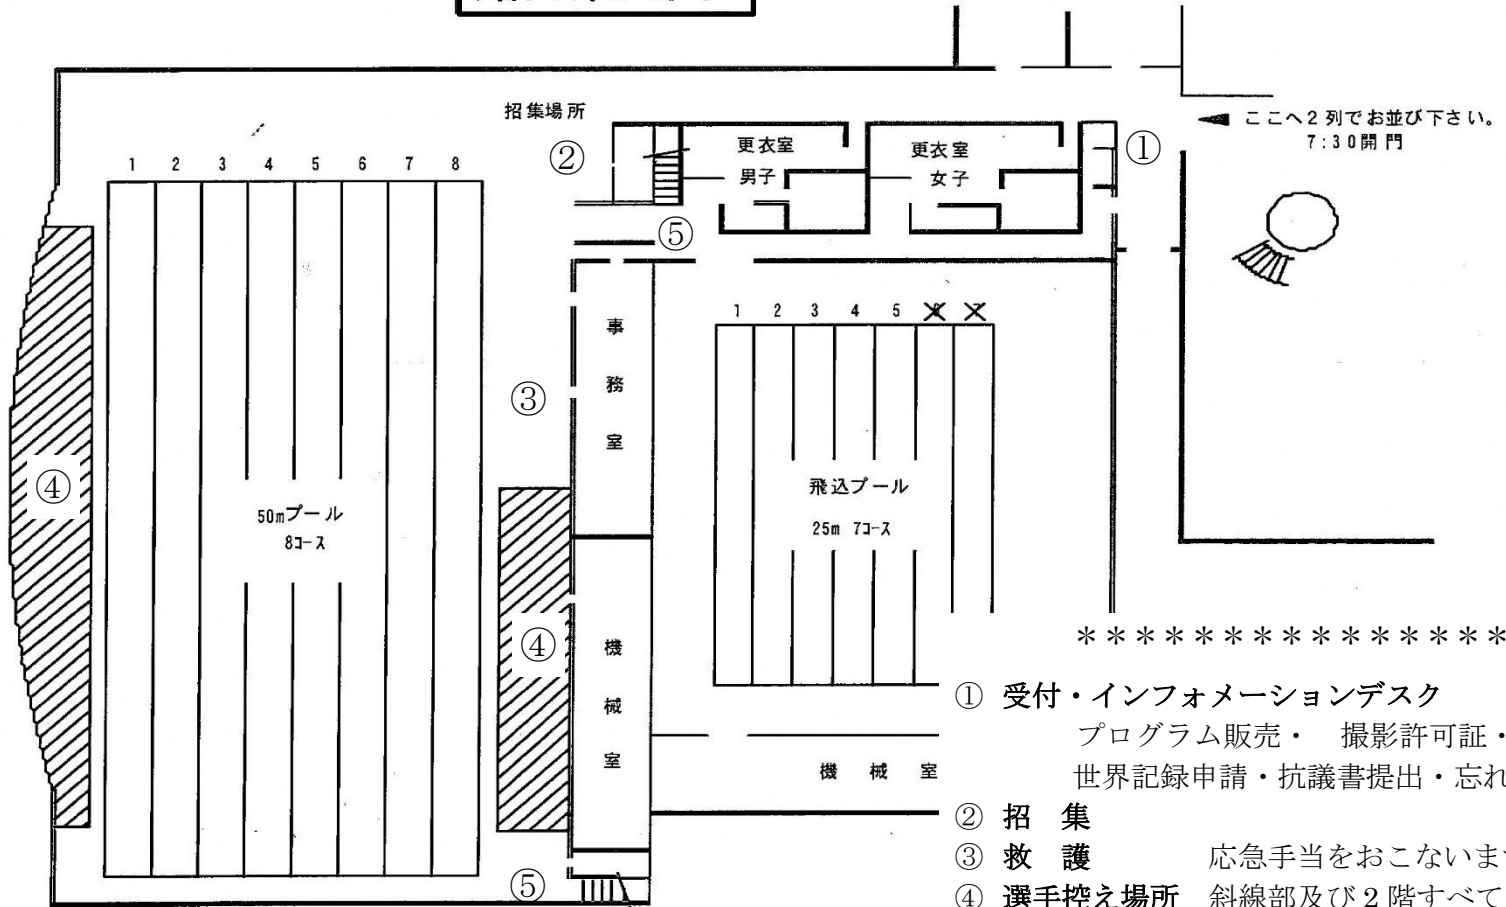 招集場所
② 
更衣室
男子
更衣室
女子
①
ここへ2列でお並び下さい。
7:30開門
1 2 3 4 5 6 7 8
⑤
1 2 3 4 5
事務室
③
④
50mプール
8コース
飛込プール
25m 7コース
④
機械室
機械室
⑤
***************
① 受付・インフォメーションデスク
プログラム販売・ 撮影許可証・
世界記録申請・抗議書提出・忘れ
② 招 集
③ 救 護 応急手当をおこないます
④ 選手控え場所 斜線部及び2階すべて